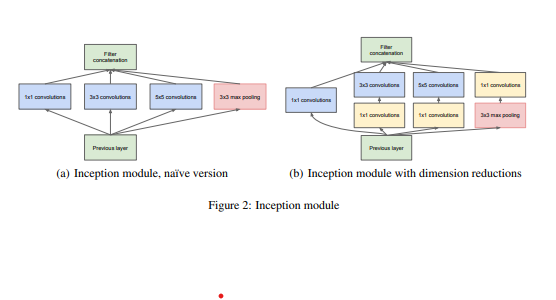 Filter
concatenation
1x1 convolutions
3x3 convolutions
5x5 convolutions
3x3 max pooling
Previous layer
(a) Inception module, naïve version
Filter
concatenation
3x3 convolutions
5x5 convolutions
1x1 convolutions
1x1 convolutions
1x1 convolutions
1x1 convolutions
3x3 max pooling
Previous layer
(b) Inception module with dimension reductions
Figure 2: Inception module